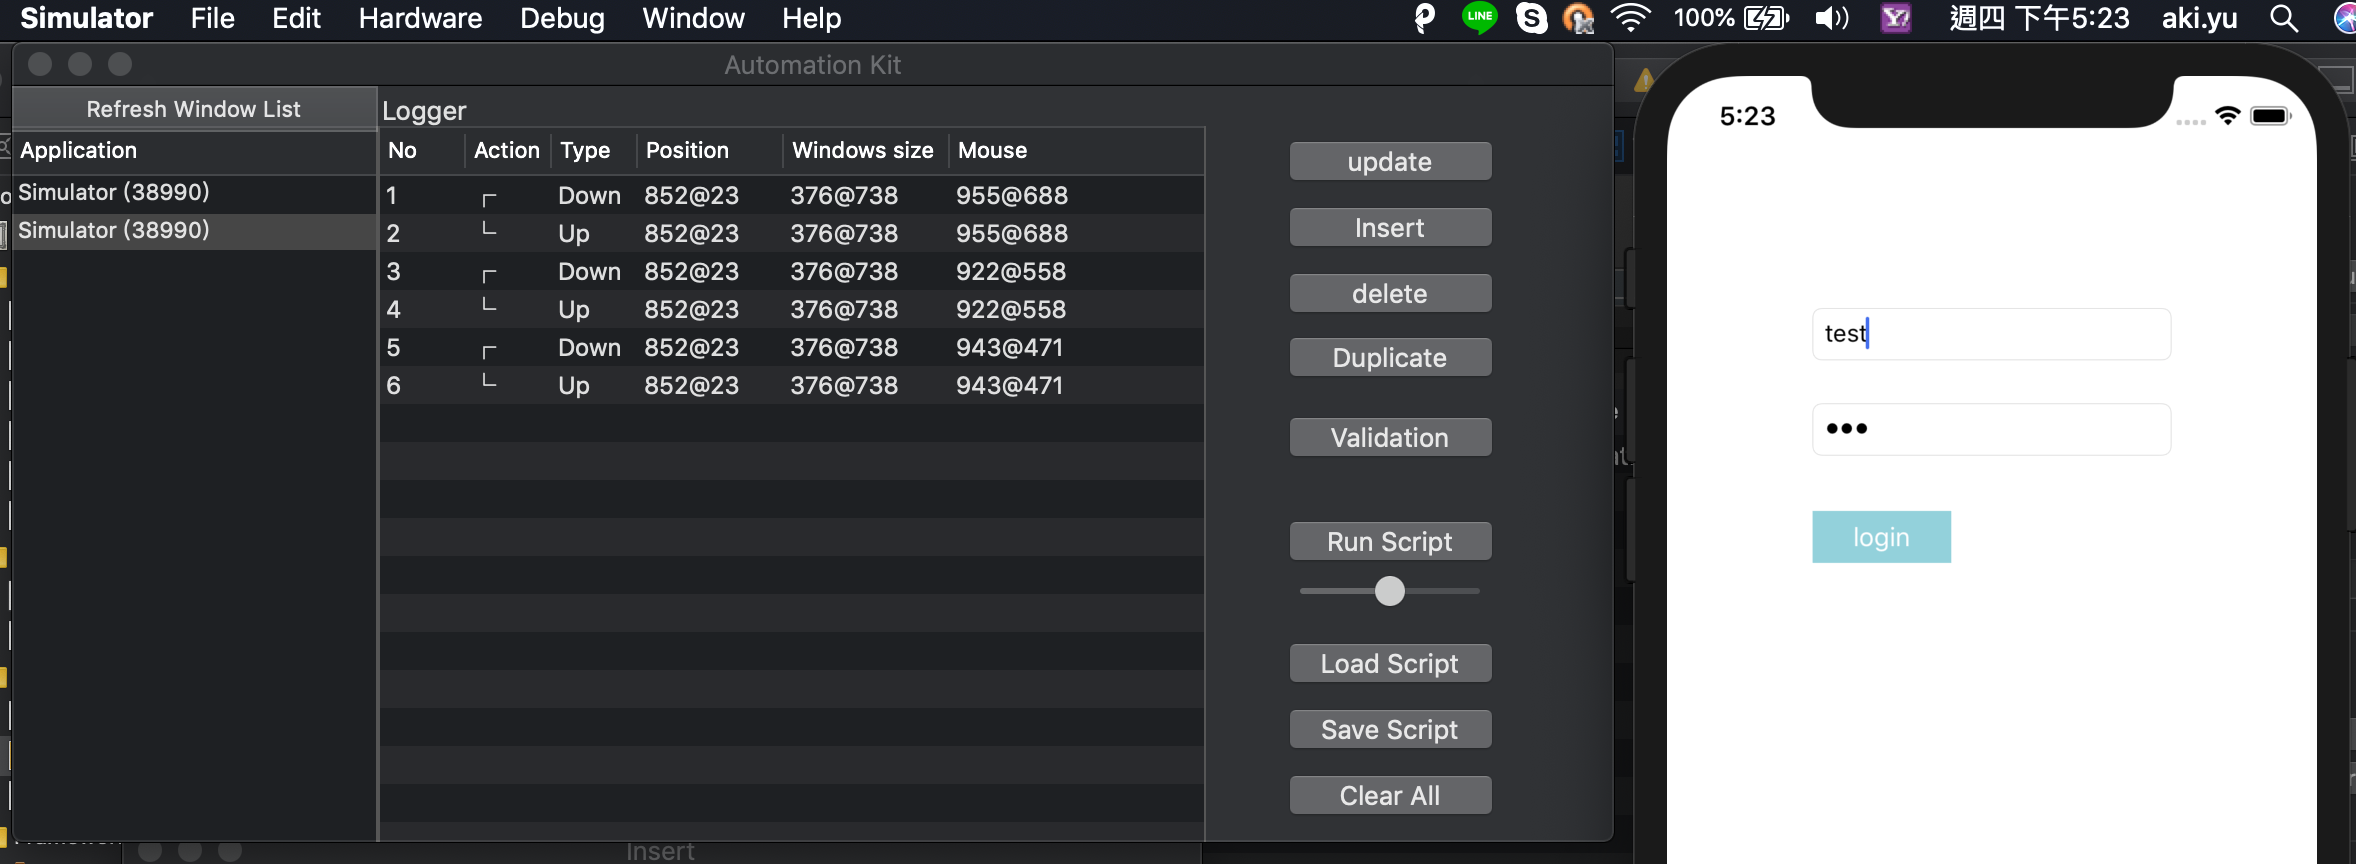 Simulator File Edit Hardware Debug Window Help LINE 100% 週四 下午5:23 aki.yu
Automation Kit
Refresh Window List
Application
Simulator (38990)
Simulator (38990)
Logger
No Action Type Position Windows size Mouse
1 ┌ Down 852@23 376@738 955@688
2 └ Up 852@23 376@738 955@688
3 ┌ Down 852@23 376@738 922@558
4 └ Up 852@23 376@738 922@558
5 ┌ Down 852@23 376@738 943@471
6 └ Up 852@23 376@738 943@471
update
Insert
delete
Duplicate
Validation
Run Script
Load Script
Save Script
Clear All
5:23
test
•••
login
Insert